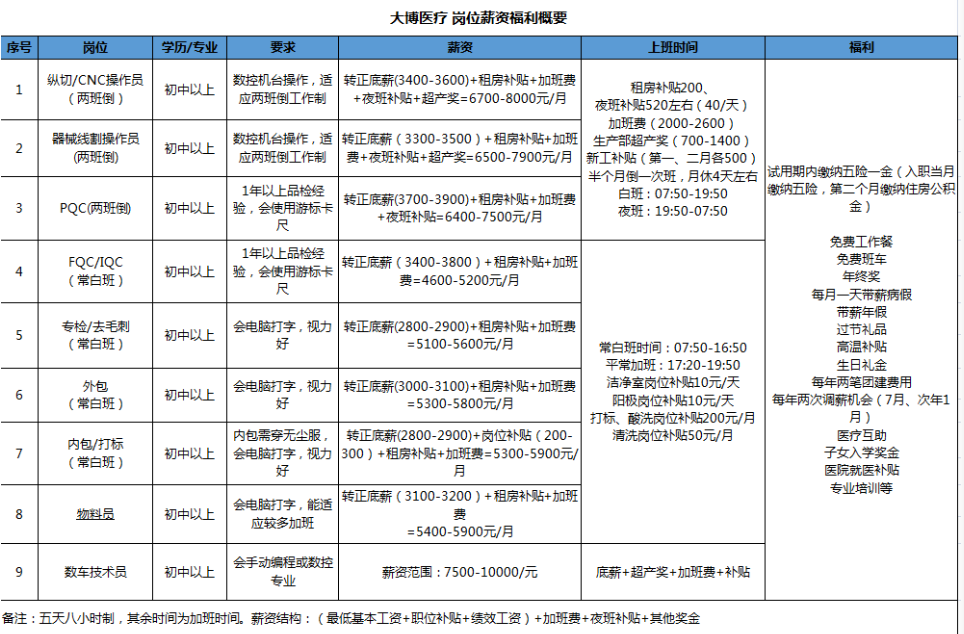 大博医疗 岗位薪资福利概要
序号 岗位 学历/专业 要求 薪资 上班时间 福利
1
纵切/CNC操作员
（两班倒）
初中以上
数控机台操作，适
应两班倒工作制
转正底薪(3400-3600)+租房补贴+加班费
+夜班补贴+超产奖=6700-8000元/月
2
器械线割操作员
(两班倒)
初中以上
数控机台操作，适
应两班倒工作制
转正底薪（3300-3500）+租房补贴+加班
费+夜班补贴+超产奖=6500-7900元/月
3
PQC(两班倒)
初中以上
1年以上品检经
验，会使用游标卡
尺
转正底薪(3700-3900)+租房补贴+加班费
+夜班补贴=6400-7500元/月
租房补贴200、
夜班补贴520左右（40/天）
加班费（2000-2600）
生产部超产奖（700-1400）
新工补贴（第一、二月各500）
半个月倒一次班，月休4天左右
白班：07:50-19:50
夜班：19:50-07:50
4
FQC/IQC
（常白班）
初中以上
1年以上品检经
验，会使用游标卡
尺
转正底薪（3400-3800）+租房补贴+加班
费=4600-5200元/月
5
专检/去毛刺
（常白班）
初中以上
会电脑打字，视力
好
转正底薪(2800-2900)+租房补贴+加班费
=5100-5600元/月
6
外包
（常白班）
初中以上
会电脑打字，视力
好
转正底薪(3000-3100)+租房补贴+加班费
=5300-5800元/月
7
内包/打标
（常白班）
初中以上
内包需穿无尘服，
会电脑打字，视力
好
转正底薪(2800-2900)+岗位补贴（200-
300）+租房补贴+加班费=5300-5900元/
月
8
物料员
初中以上
会电脑打字，能适
应较多加班
转正底薪（3100-3200）+租房补贴+加班
费
=5400-5900元/月
常白班时间：07:50-16:50
平常加班：17:20-19:50
洁净室岗位补贴10元/天
阳极岗位补贴10元/天
打标、酸洗岗位补贴200元/月
清洗岗位补贴50元/月
9
数车技术员
初中以上
会手动编程或数控
专业
薪资范围：7500-10000/元
底薪+超产奖+加班费+补贴
试用期内缴纳五险一金（入职当月
缴纳五险，第二个月缴纳住房公积
金）
免费工作餐
免费班车
年终奖
每月一天带薪病假
带薪年假
过节礼品
高温补贴
生日礼金
每年两笔团建费用
每年两次调薪机会（7月、次年1
月）
医疗互助
子女入学奖金
医院就医补贴
专业培训等
备注：五天八小时制，其余时间为加班时间。薪资结构：（最低基本工资+职位补贴+绩效工资）+加班费+夜班补贴+其他奖金